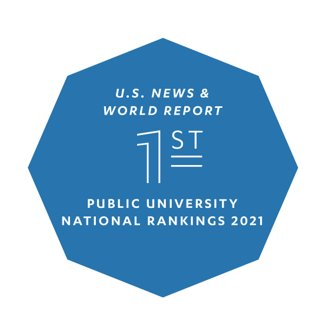 U.S. NEWS &
WORLD REPORT
1ST
PUBLIC UNIVERSITY
NATIONAL RANKINGS 2021